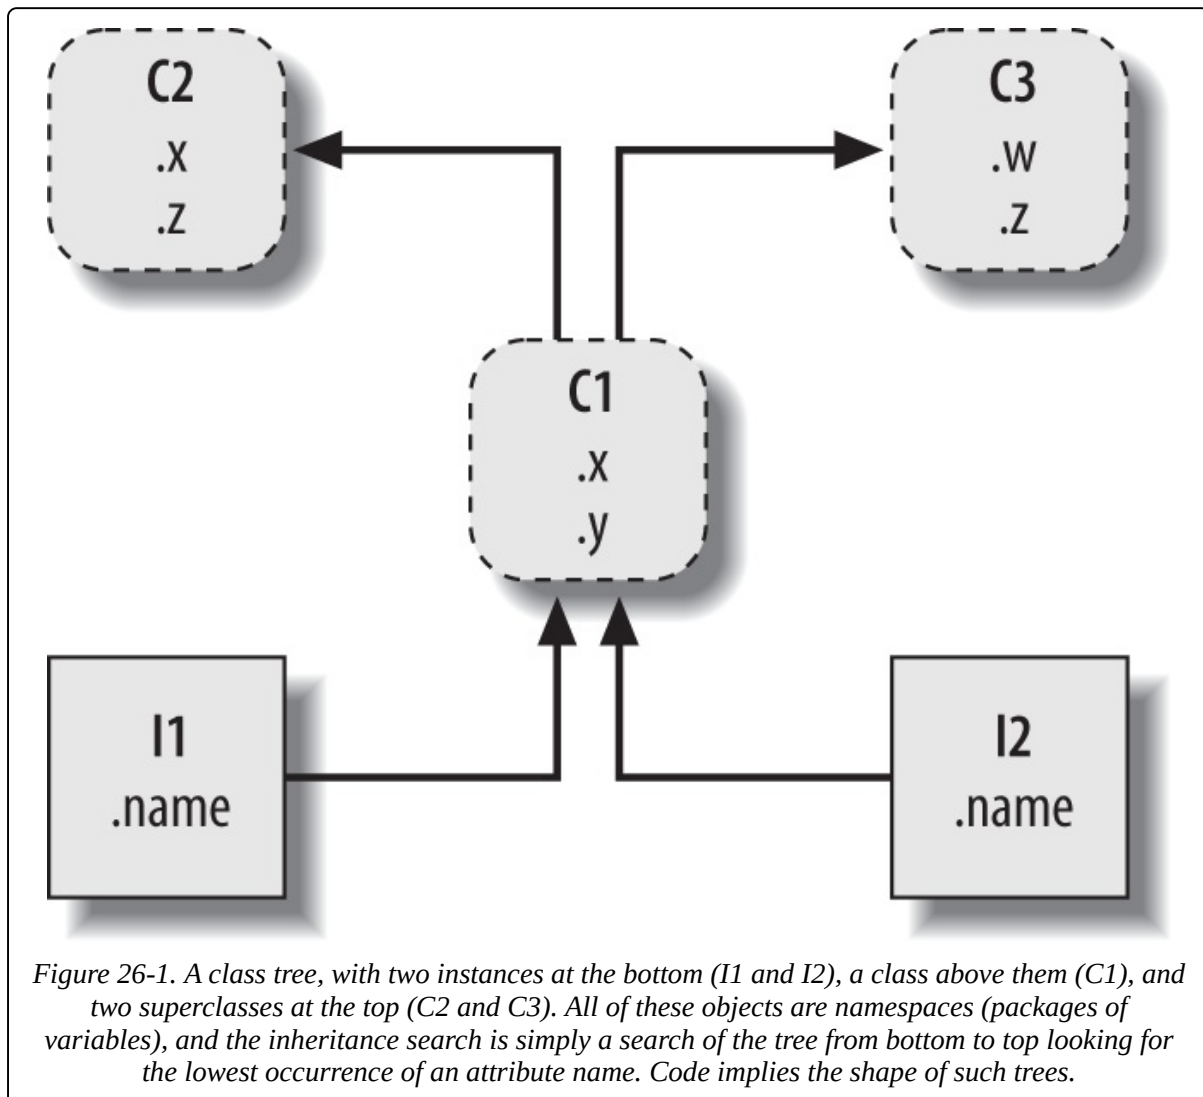 C2
.x
.z
C3
.w
.z
C1
.x
.y
I1
.name
I2
.name
Figure 26-1. A class tree, with two instances at the bottom (I1 and I2), a class above them (C1), and
two superclasses at the top (C2 and C3). All of these objects are namespaces (packages of
variables), and the inheritance search is simply a search of the tree from bottom to top looking for
the lowest occurrence of an attribute name. Code implies the shape of such trees.